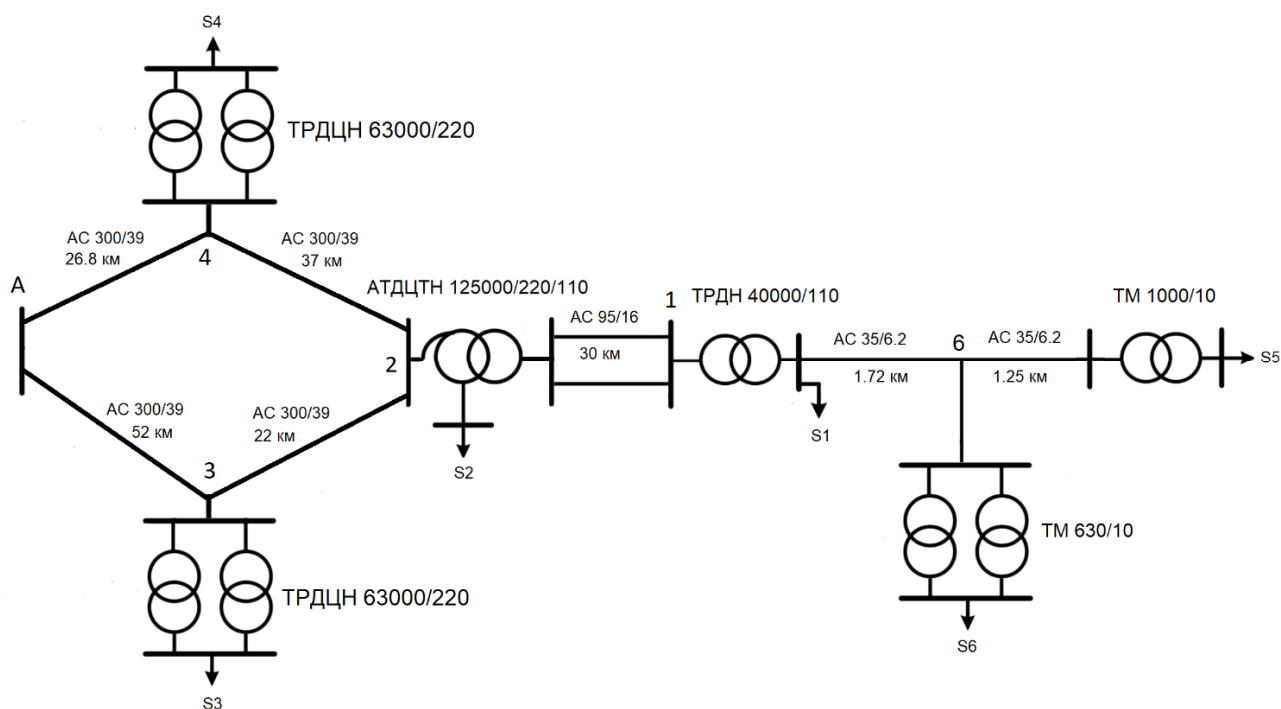 S4
ТРДЦН 63000/220
АС 300/39
26.8 км
4
АС 300/39
37 км
А
АТДЦТН 125000/220/110
1
ТРДН 40000/110
ТМ 1000/10
АС 95/16
30 км
АС 35/6.2
6
АС 35/6.2
2
1.72 км
1.25 км
S5
АС 300/39
52 км
АС 300/39
22 км
S1
3
S2
ТМ 630/10
ТРДЦН 63000/220
S6
S3